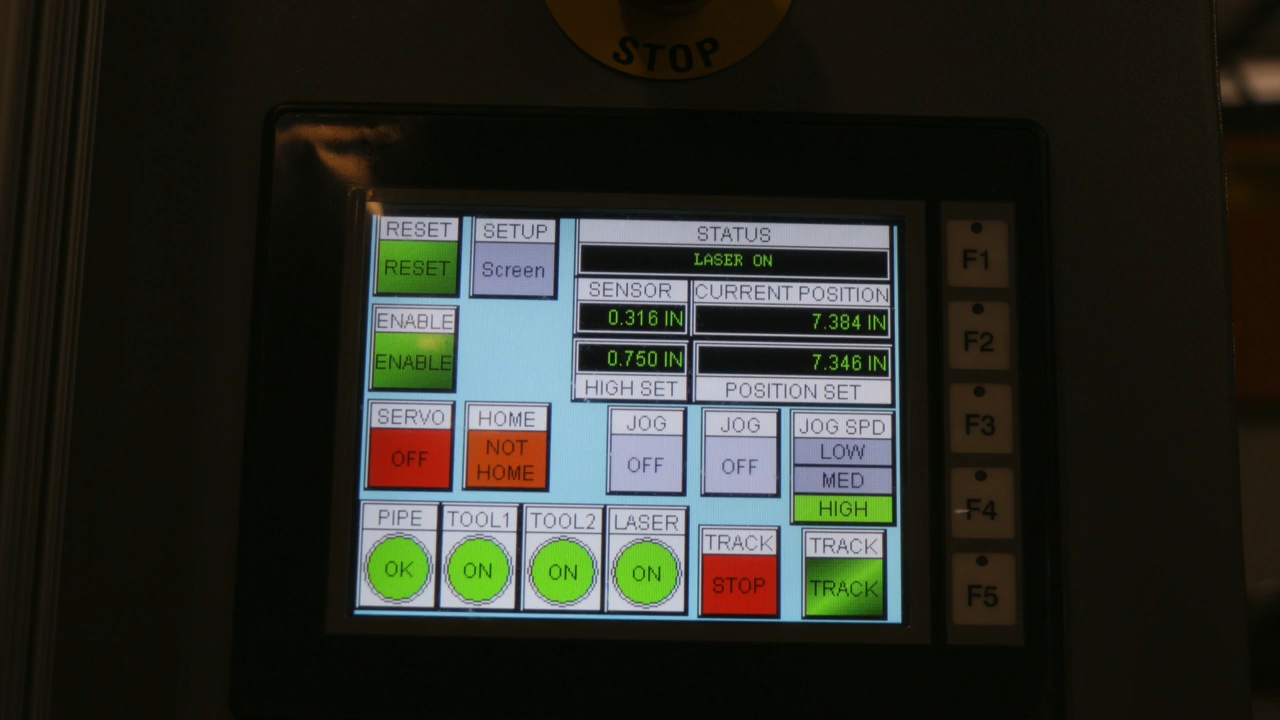 STOP
RESET
RESET
SETUP
Screen
STATUS
LASER ON
SENSOR
CURRENT POSITION
0.316 IN
7.384 IN
0.750 IN
7.346 IN
HIGH SET
POSITION SET
ENABLE
ENABLE
SERVO
OFF
HOME
NOT
HOME
JOG
OFF
JOG
OFF
JOG SPD
LOW
MED
HIGH
PIPE
OK
TOOL1
ON
TOOL2
ON
LASER
ON
TRACK
STOP
TRACK
TRACK
F1
F2
F3
F4
F5